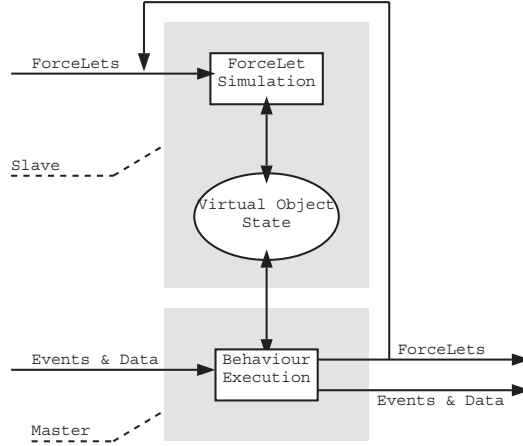 ForceLets
ForceLet
Simulation
Slave
Virtual Object
State
Events & Data
Behaviour
Execution
ForceLets
Events & Data
Master